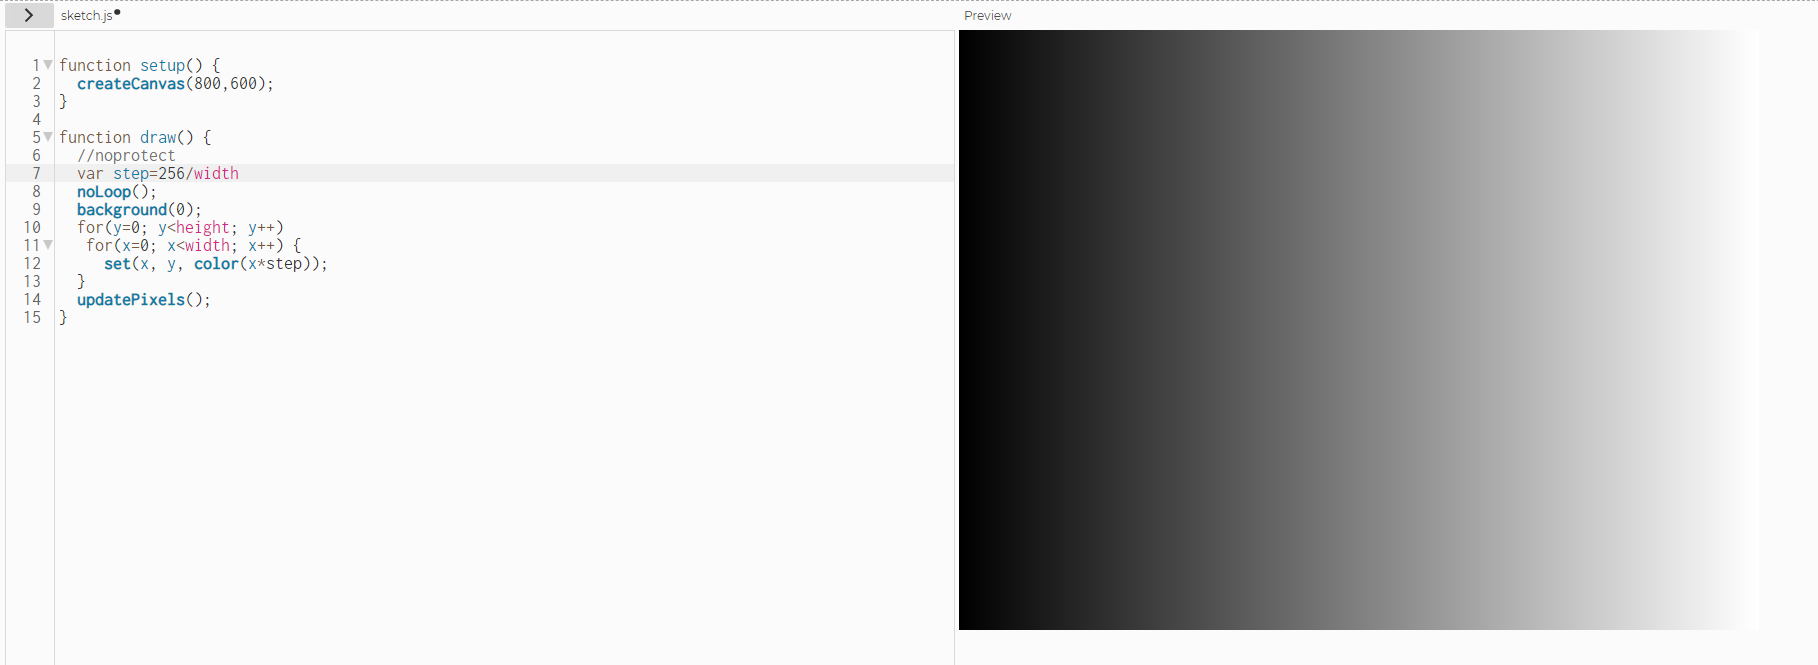 sketch.js
Preview
1 function setup() {
2   createCanvas(800,600);
3 }
4
5 function draw() {
6   //noprotect
7   var step=256/width
8   noLoop();
9   background(0);
10   for(y=0; y<height; y++)
11    for(x=0; x<width; x++) {
12      set(x, y, color(x*step));
13   }
14   updatePixels();
15 }